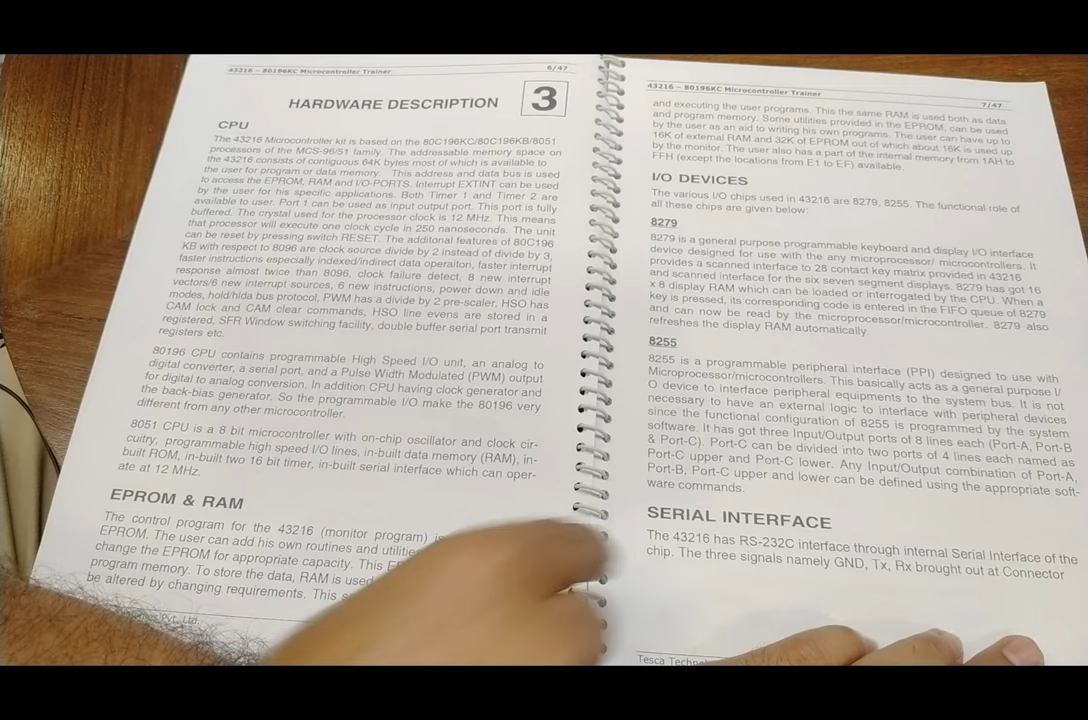 43216 – 80196KC Microcontroller Trainer
6/47
HARDWARE DESCRIPTION
3
CPU
The 43216 Microcontroller kit is based on the 80C196KC/80C196KB/8051
processors of the MCS-96/51 family. The addressable memory space on
the 43216 consists of contiguous 64K bytes most of which is available to
the user for program or data memory. This address and data bus is used
to access the EPROM, RAM and I/O-PORTS. Interrupt EXTINT can be used
by the user for his specific applications. Both Timer 1 and Timer 2 are
available to user. Port 1 can be used as input output port. This port is fully
buffered. The crystal used for the processor clock is 12 MHz. This means
that processor will execute one clock cycle in 250 nanoseconds. The unit
can be reset by pressing switch RESET. The additonal features of 80C196
KB with respect to 8096 are clock source divide by 2 instead of divide by 3,
faster instructions especially indexed/indirect data operaiton, faster interrupt
response almost twice than 8096, clock failure detect, 8 new interrupt
vectors/6 new interrupt sources, 6 new instructions, power down and idle
modes, hold/hlda bus protocol, PWM has a divide by 2 pre-scaler, HSO has
CAM lock and CAM clear commands, HSO line evens are stored in a
registered, SFR Window switching facility, double buffer serial port transmit
registers etc.
80196 CPU contains programmable High Speed I/O unit, an analog to
digital converter, a serial port, and a Pulse Width Modulated (PWM) output
for digital to analog conversion. In addition CPU having clock generator and
the back-bias generator. So the programmable I/O make the 80196 very
different from any other microcontroller.
8051 CPU is a 8 bit microcontroller with on-chip oscillator and clock cir-
cuitry, programmable high speed I/O lines, in-built data memory (RAM), in-
built ROM, in-built two 16 bit timer, in-built serial interface which can oper-
ate at 12 MHz.
EPROM & RAM
The control program for the 43216 (monitor program)
EPROM. The user can add his own routines and utilities
change the EPROM for appropriate capacity. This
program memory. To store the data, RAM is used
be altered by changing requirements. This
Pvt. Ltd.
43216 – 80196KC Microcontroller Trainer
7/47
and executing the user programs. This the same RAM is used both as data
and program memory. Some utilities provided in the EPROM, can be used
by the user as an aid to writing his own programs. The user can have up to
16K of external RAM and 32K of EPROM out of which about 16K is used up
by the monitor. The user also has a part of the internal memory from 1AH to
FFH (except the locations from E1 to EF) available.
I/O DEVICES
The various I/O chips used in 43216 are 8279, 8255. The functional role of
all these chips are given below:
8279
8279 is a general purpose programmable keyboard and display I/O interface
device designed for use with the any microprocessor/ microcontrollers. It
provides a scanned interface to 28 contact key matrix provided in 43216
and scanned interface for the six seven segment displays. 8279 has got 16
x 8 display RAM which can be loaded or interrogated by the CPU. When a
key is pressed, its corresponding code is entered in the FIFO queue of 8279
and can now be read by the microprocessor/microcontroller. 8279 also
refreshes the display RAM automatically.
8255
8255 is a programmable peripheral interface (PPI) designed to use with
Microprocessor/microcontrollers. This basically acts as a general purpose I/
O device to interface peripheral equipments to the system bus. It is not
necessary to have an external logic to interface with peripheral devices
since the functional configuration of 8255 is programmed by the system
software. It has got three Input/Output ports of 8 lines each (Port-A, Port-B
& Port-C). Port-C can be divided into two ports of 4 lines each named as
Port-C upper and Port-C lower. Any Input/Output combination of Port-A,
Port-B, Port-C upper and lower can be defined using the appropriate soft-
ware commands.
SERIAL INTERFACE
The 43216 has RS-232C interface through internal Serial Interface of the
chip. The three signals namely GND, Tx, Rx brought out at Connector
Tesca